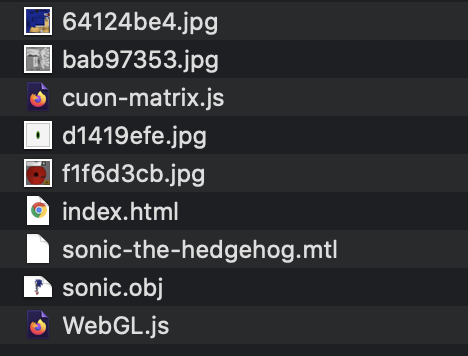 64124be4.jpg
bab97353.jpg
cuon-matrix.js
d1419efe.jpg
f1f6d3cb.jpg
index.html
sonic-the-hedgehog.mtl
sonic.obj
WebGL.js